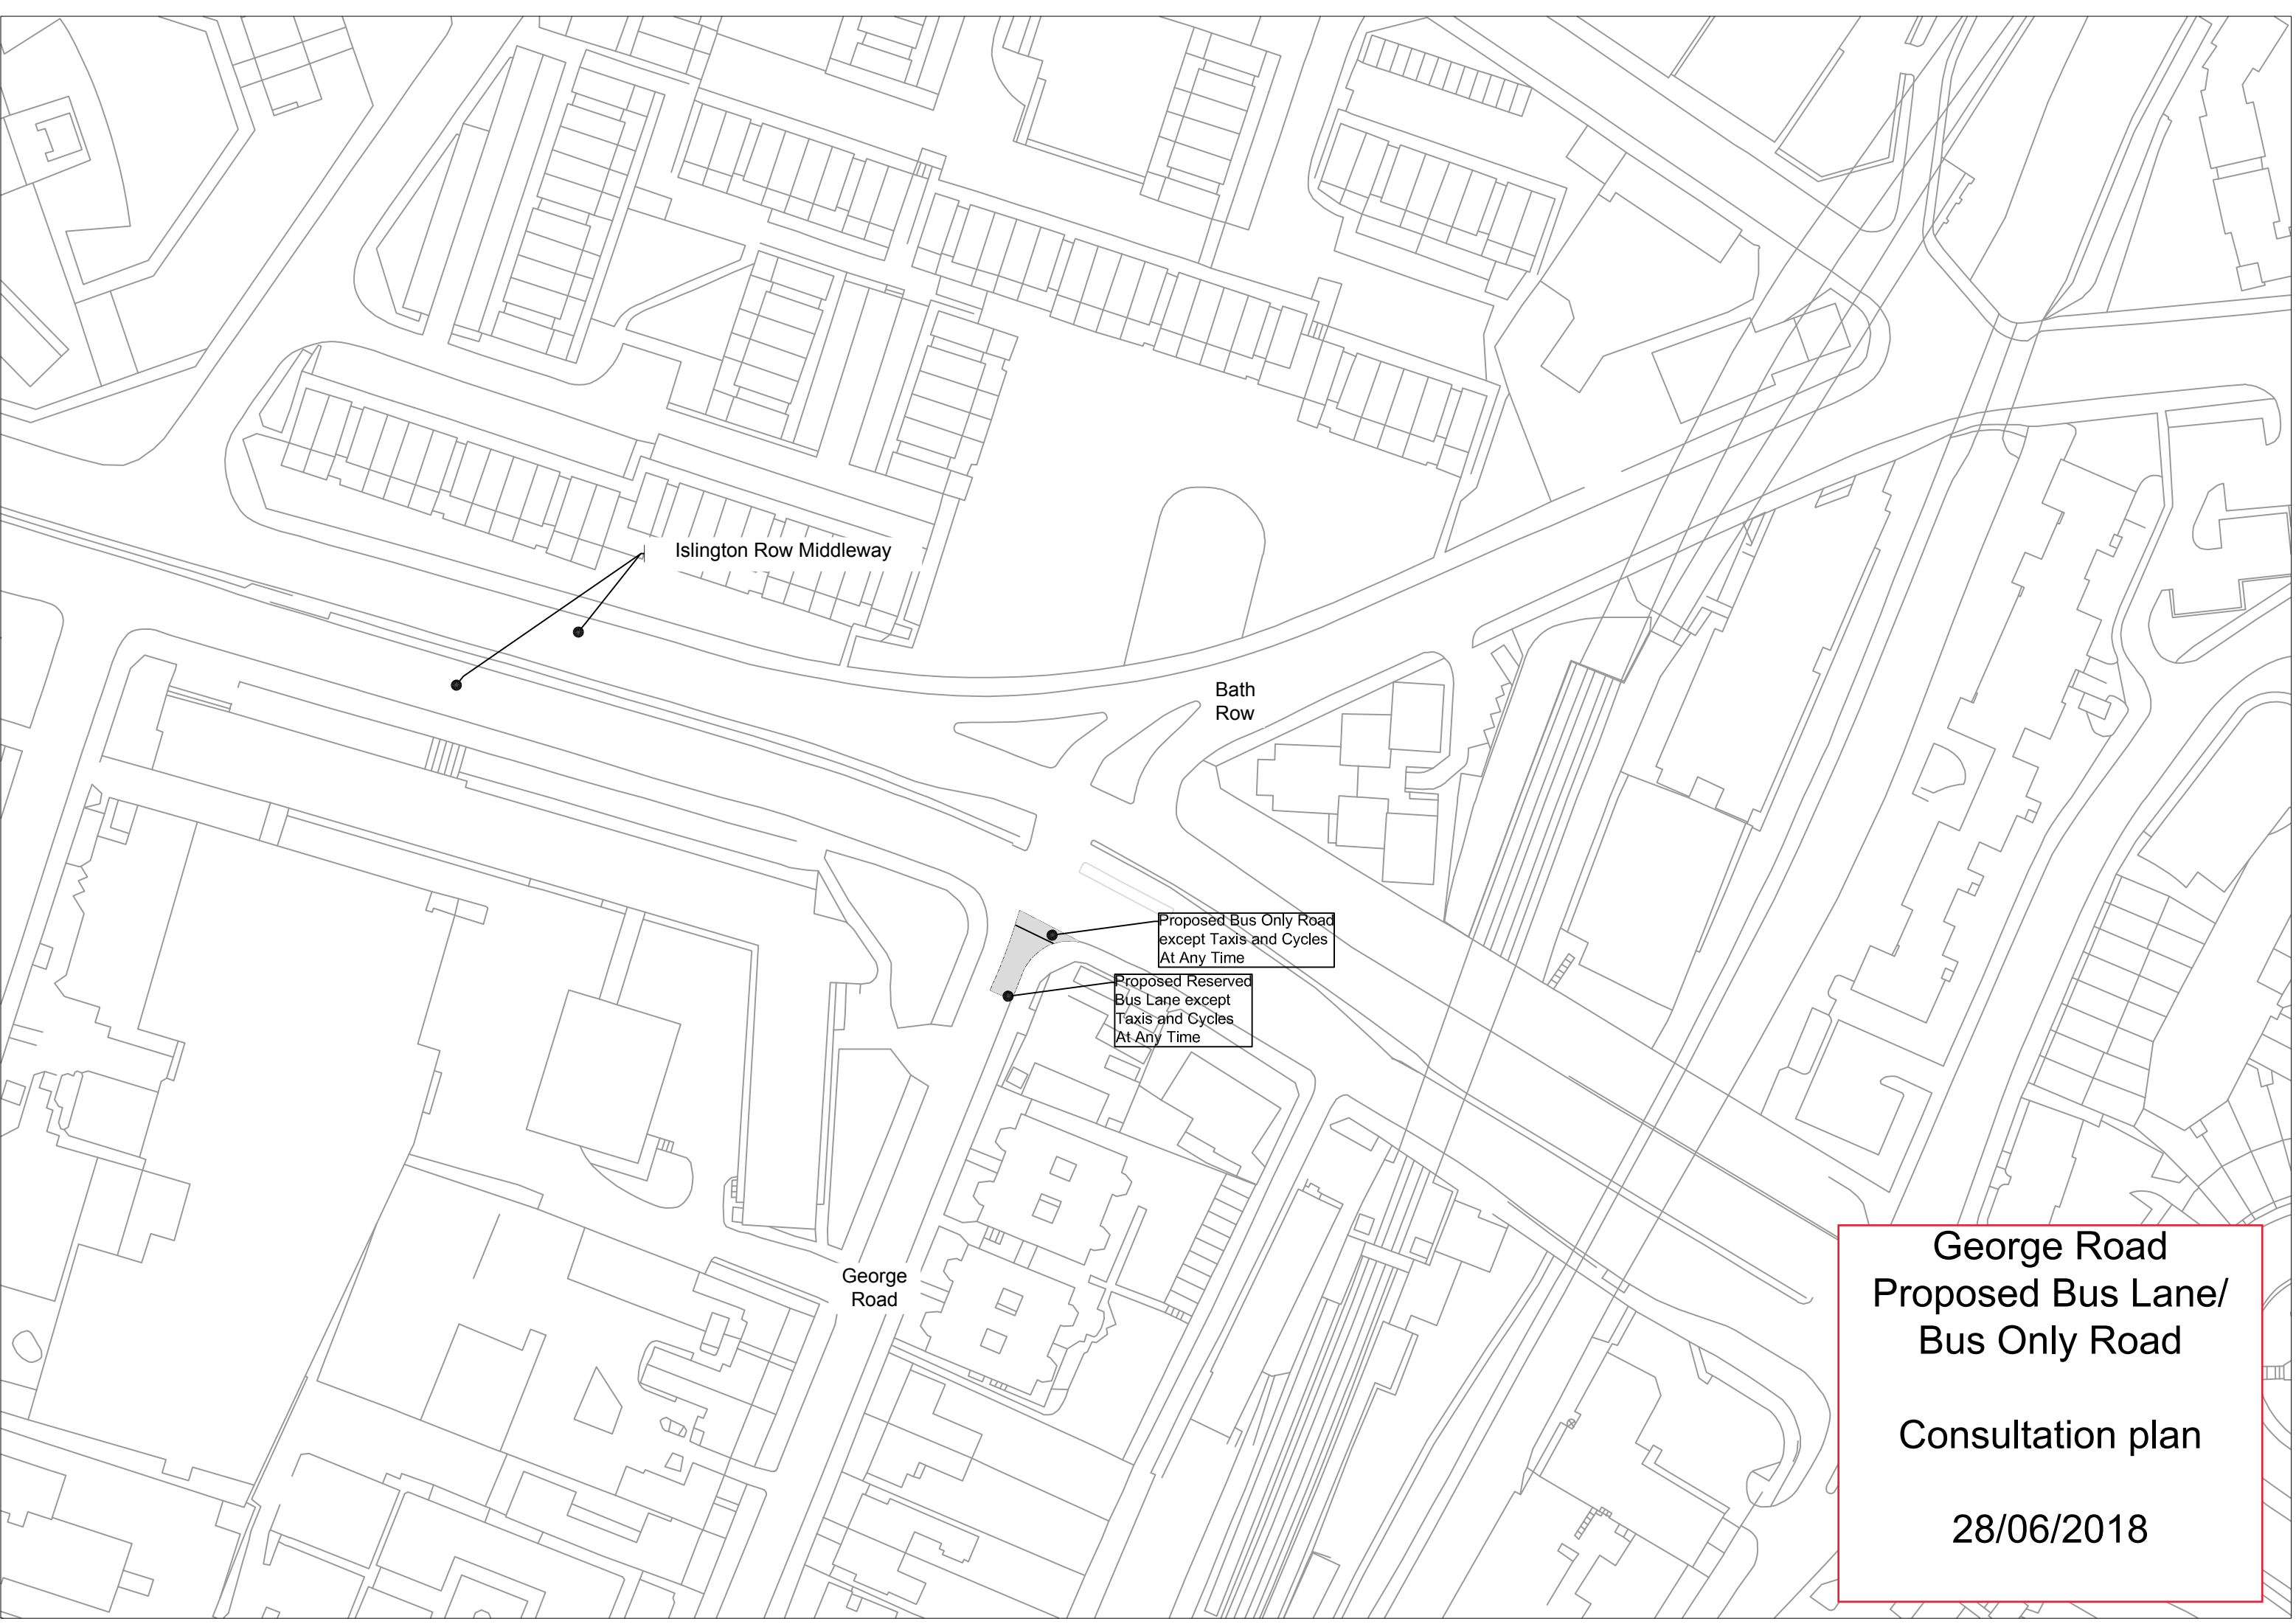 Islington Row Middleway
Bath
Row
Proposed Bus Only Road
except Taxis and Cycles
At Any Time
Proposed Reserved
Bus Lane except
Taxis and Cycles
At Any Time
George
Road
George Road
Proposed Bus Lane/
Bus Only Road
Consultation plan
28/06/2018